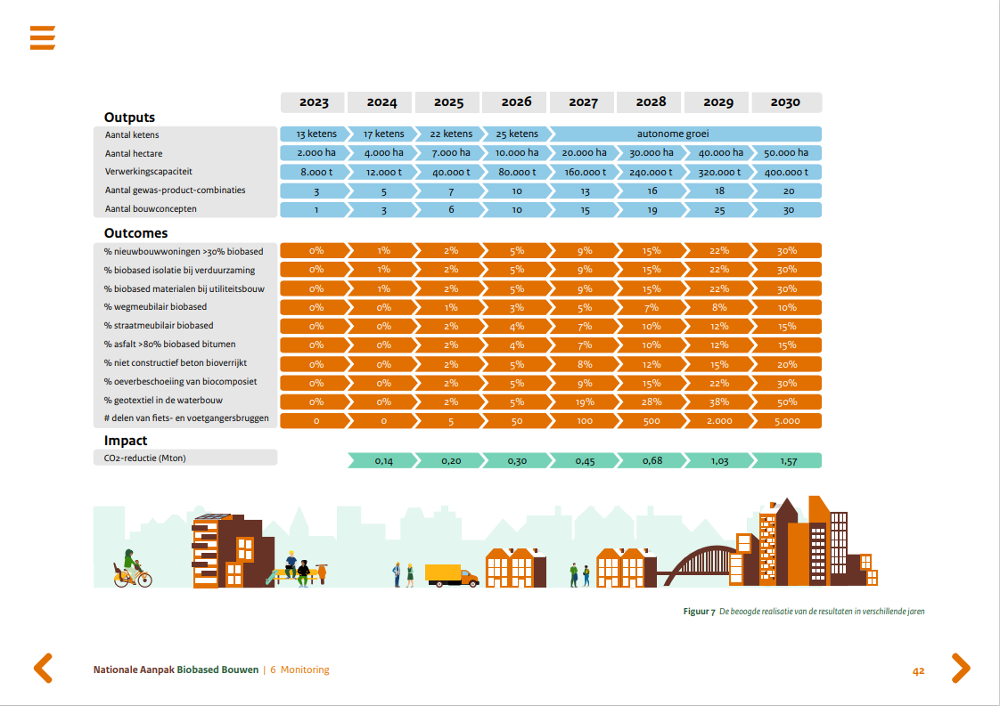 2023 2024 2025 2026 2027 2028 2029 2030
Outputs
Aantal ketens 13 ketens 17 ketens 22 ketens 25 ketens autonome groei
Aantal hectare 2.000 ha 4.000 ha 7.000 ha 10.000 ha 20.000 ha 30.000 ha 40.000 ha 50.000 ha
Verwerkingscapaciteit 8.000 t 12.000 t 40.000 t 80.000 t 160.000 t 240.000 t 320.000 t 400.000 t
Aantal gewas-product-combinaties 3 5 7 10 13 16 18 20
Aantal bouwconcepten 1 3 6 10 15 19 25 30
Outcomes
% nieuwbouwwoningen >30% biobased 0% 1% 2% 5% 9% 15% 22% 30%
% biobased isolatie bij verduurzaming 0% 1% 2% 5% 9% 15% 22% 30%
% biobased materialen bij utiliteitsbouw 0% 1% 2% 5% 9% 15% 22% 30%
% wegmeubilair biobased 0% 0% 1% 3% 5% 7% 8% 10%
% straatmeubilair biobased 0% 0% 2% 4% 7% 10% 12% 15%
% asfalt >80% biobased bitumen 0% 0% 2% 4% 7% 10% 12% 15%
% niet constructief beton bioverrijkt 0% 0% 2% 5% 8% 12% 15% 20%
% oeverbeschoeiing van biocomposiet 0% 0% 2% 5% 9% 15% 22% 30%
% geotextiel in de waterbouw 0% 0% 2% 5% 19% 28% 38% 50%
# delen van fiets- en voetgangersbruggen 0 0 5 50 100 500 2.000 5.000
Impact
CO2-reductie (Mton) 0,14 0,20 0,30 0,45 0,68 1,03 1,57
Figuur 7 De beoogde realisatie van de resultaten in verschillende jaren
Nationale Aanpak Biobased Bouwen | 6 Monitoring 42